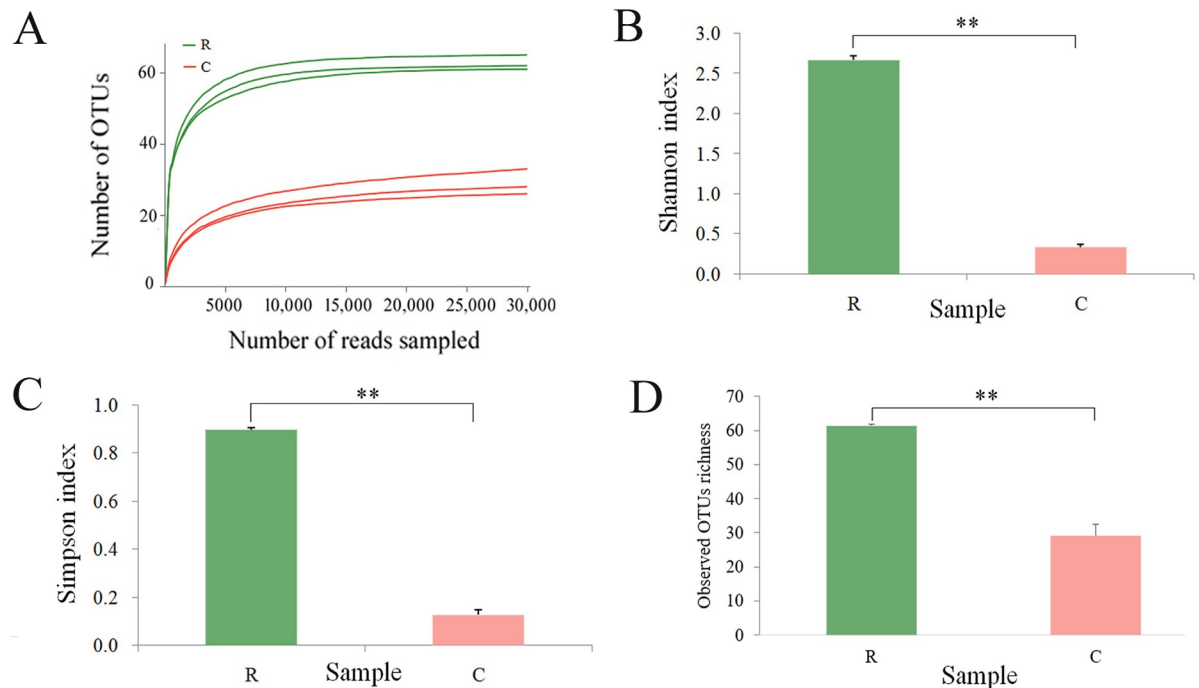 A
Number of OTUs
R
C
60
40
20
0
5000 10,000 15,000 20,000 25,000 30,000
Number of reads sampled
B
**
Shannon index
3.0
2.5
2.0
1.5
1.0
0.5
0.0
R
C
Sample
C
**
Simpson index
1.0
0.8
0.6
0.4
0.2
0.0
R
C
Sample
D
**
Observed OTUs richness
70
60
50
40
30
20
10
0
R
C
Sample